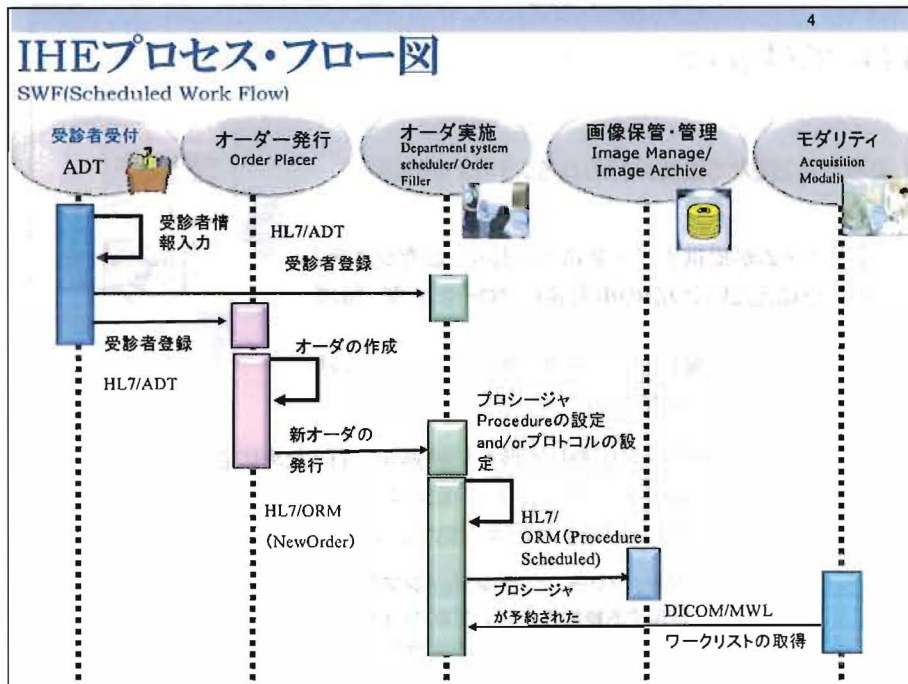 4
IHEプロセス・フロー図
SWF(Scheduled Work Flow)
受診者受付
ADT
オーダー発行
Order Placer
オーダ実施
Department system
scheduler/ Order
Filler
画像保管・管理
Image Manage/
Image Archive
モダリティ
Acquisition
受診者情
報入力
HL7/ADT
受診者登録
受診者登録
HL7/ADT
オーダの作成
新オーダの
発行
HL7/ORM
(NewOrder)
プロシージャ
Procedureの設定
and/orプロトコルの設
定
HL7/
ORM(Procedure
Scheduled)
プロシージャ
が予約された
DICOM/MWL
ワークリストの取得